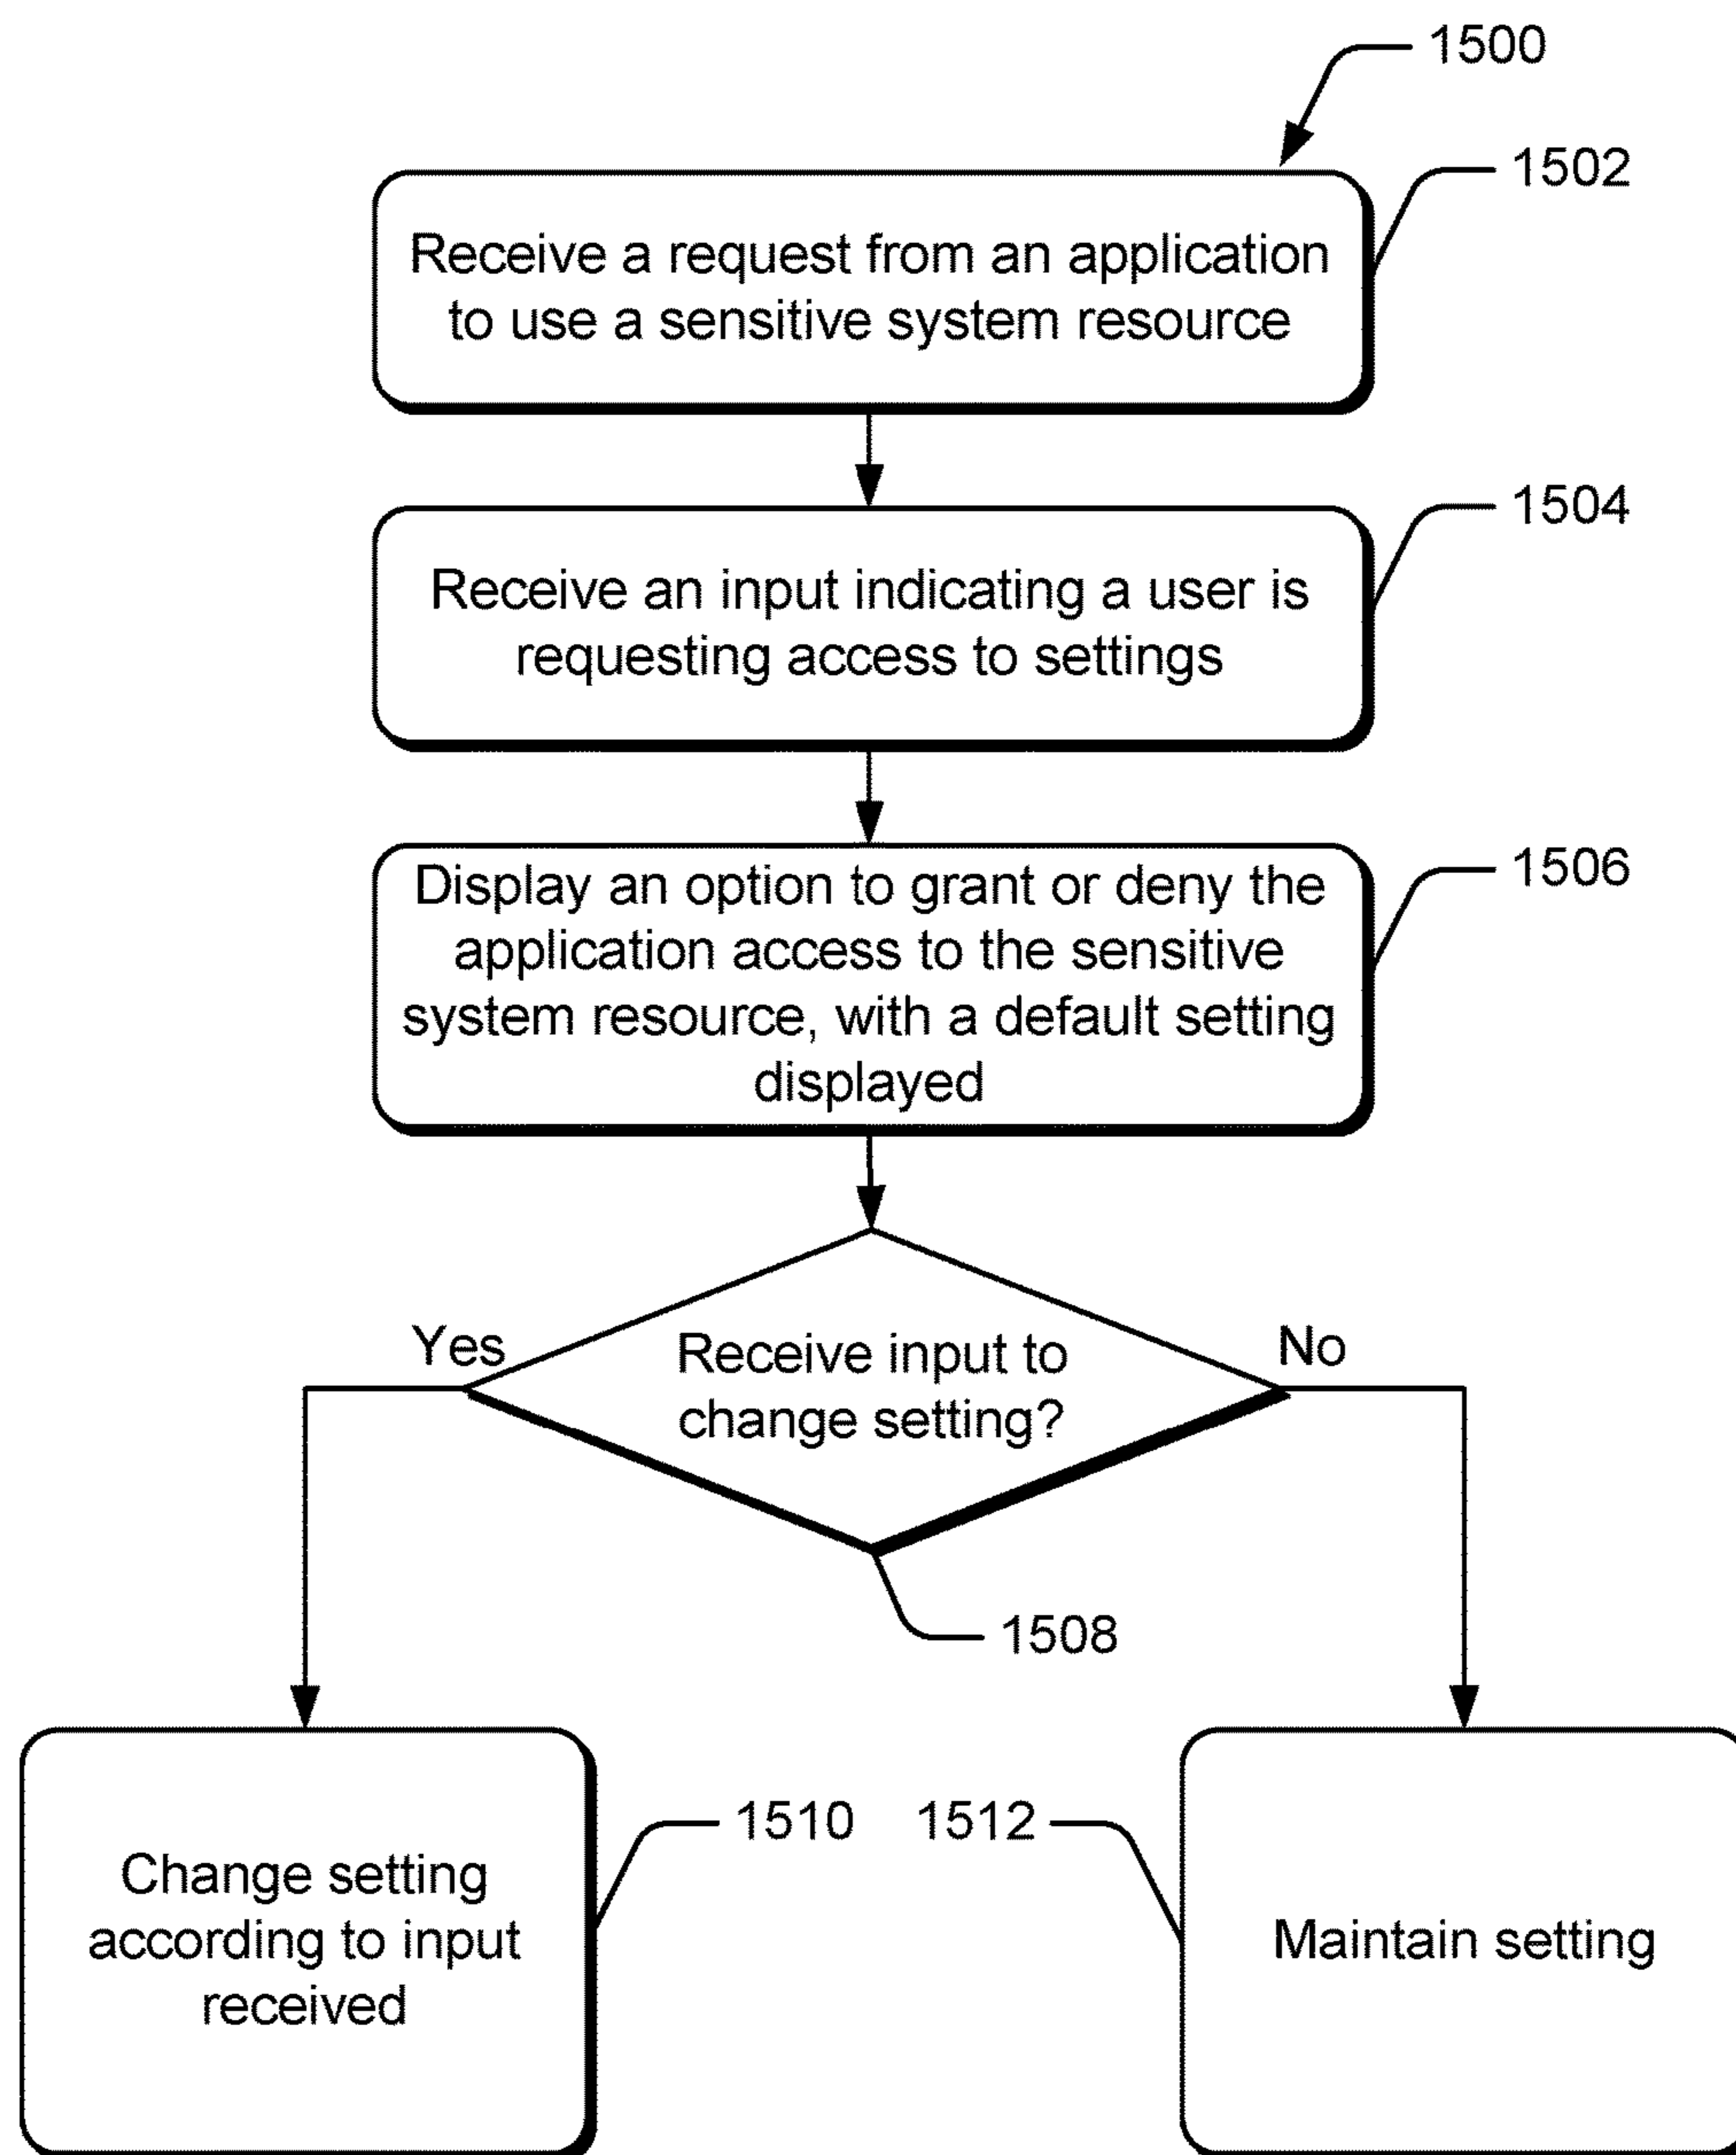 1500
1502
Receive a request from an application
to use a sensitive system resource
1504
Receive an input indicating a user is
requesting access to settings
1506
Display an option to grant or deny the
application access to the sensitive
system resource, with a default setting
displayed
Yes
No
Receive input to
change setting?
1508
1510
1512
Change setting
according to input
received
Maintain setting